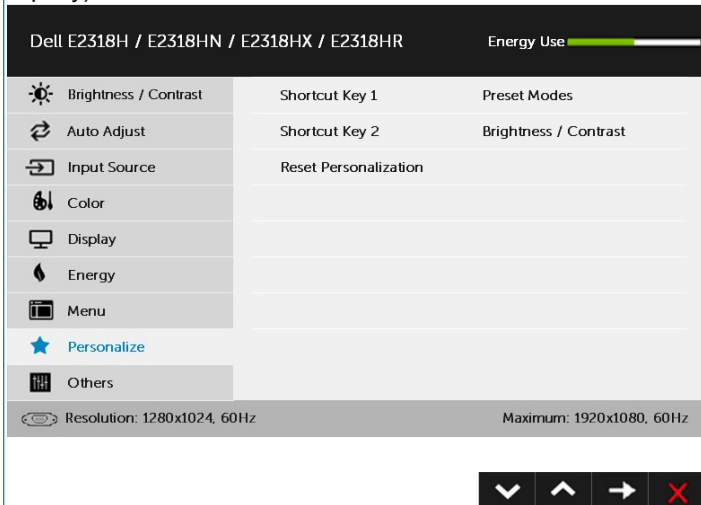 Dell E2318H / E2318HN / E2318HX / E2318HR Energy Use
Brightness / Contrast Shortcut Key 1 Preset Modes
Auto Adjust Shortcut Key 2 Brightness / Contrast
Input Source Reset Personalization
Color
Display
Energy
Menu
Personalize
Others
Resolution: 1280x1024, 60Hz Maximum: 1920x1080, 60Hz